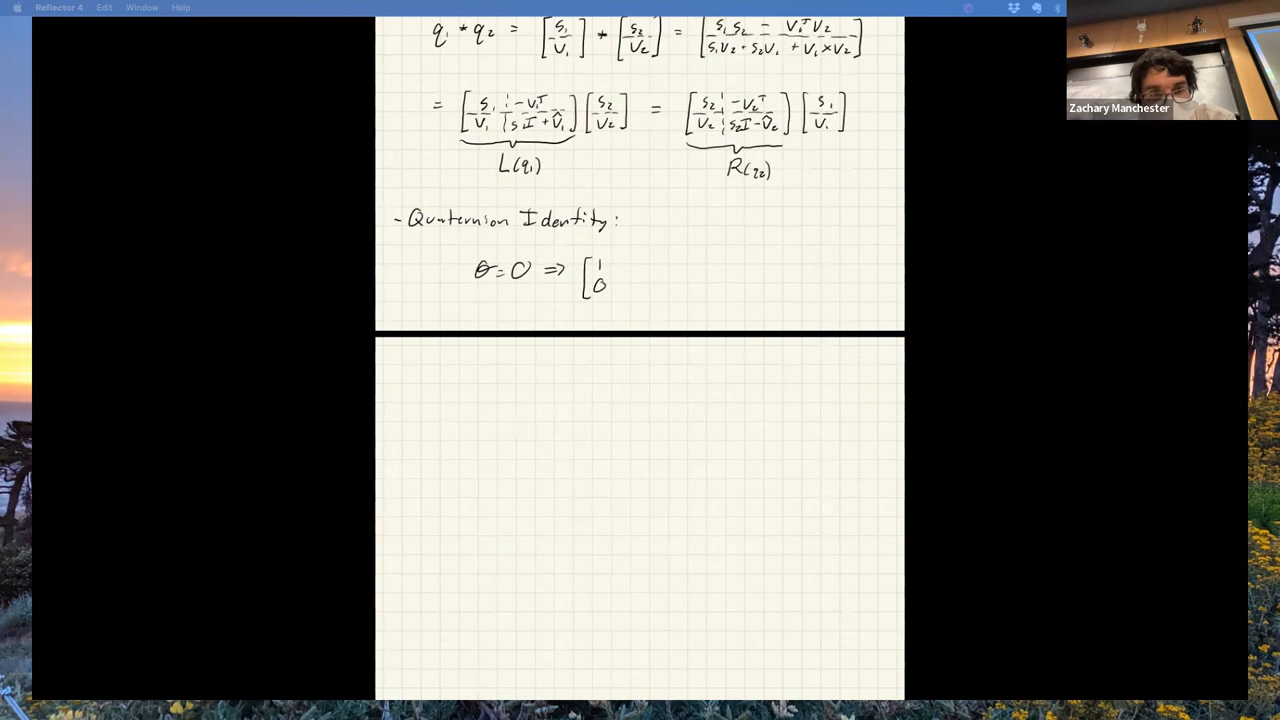 Reflector 4 Edit Window Help
q₁ * q₂ = [s₁ / v₁] * [s₂ / v₂] = [s₁s₂ - v₁ᵀv₂ / s₁v₂ + s₂v₁ + v₁ × v₂]
= [s₁ | -v₁ᵀ / v₁ | s₁I + v̂₁] [s₂ / v₂] = [s₂ | -v₂ᵀ / v₂ | s₂I - v̂₂] [s₁ / v₁]
L(q₁) R(q₂)
- Quaternion Identity:
θ = 0 ⇒ [1
0
Zachary Manchester